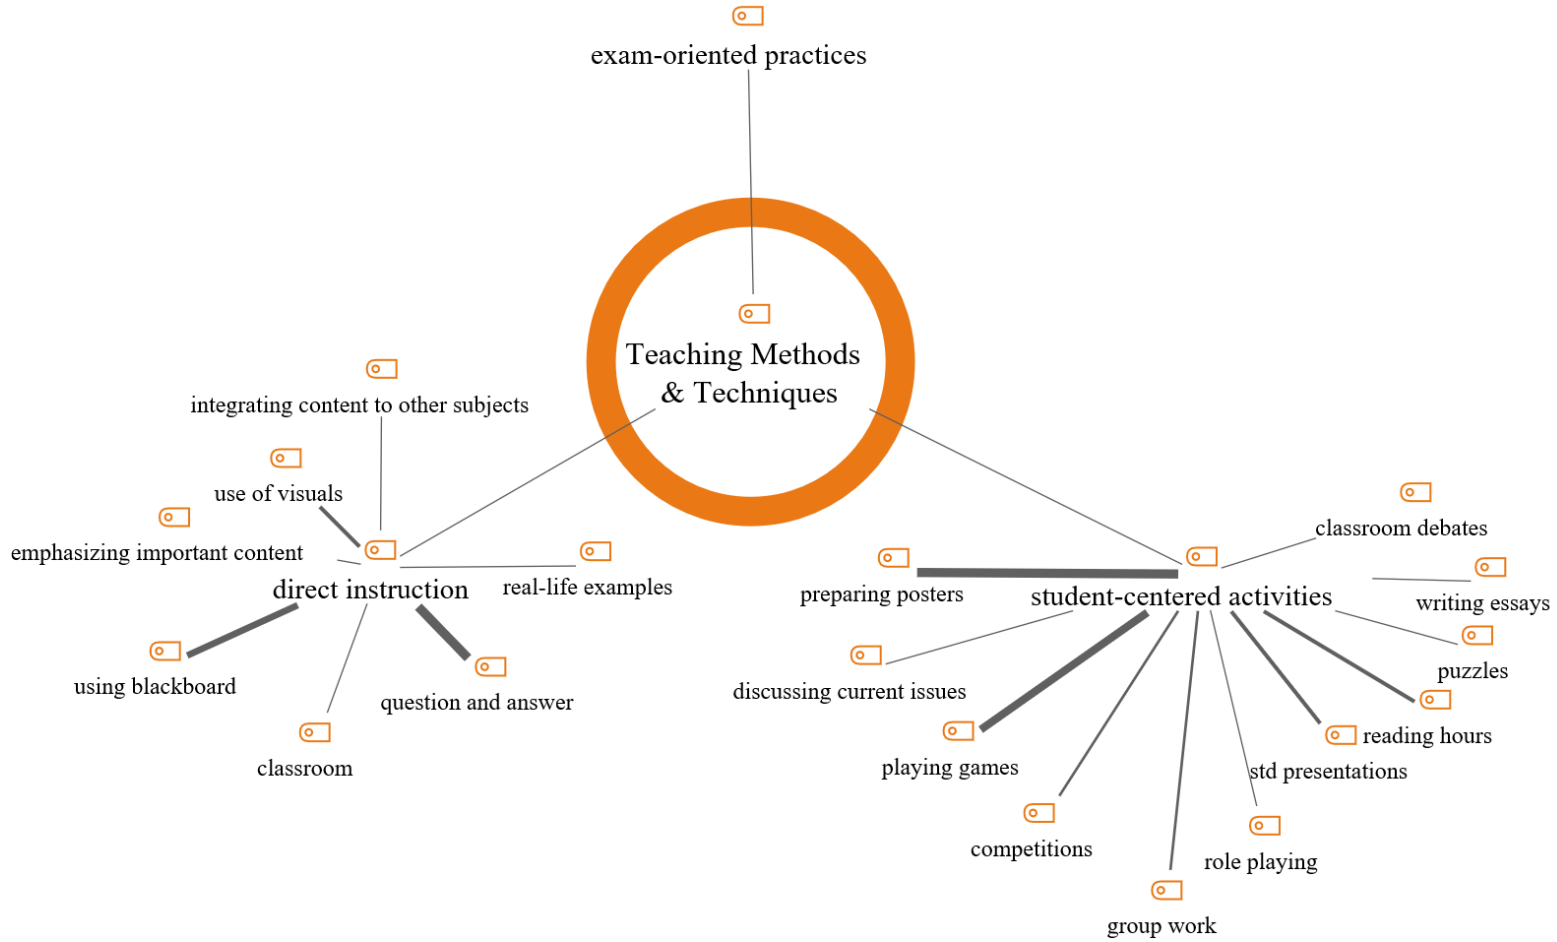 exam-oriented practices
Teaching Methods
& Techniques
integrating content to other subjects
use of visuals
emphasizing important content
direct instruction
real-life examples
using blackboard
question and answer
classroom
classroom debates
preparing posters
student-centered activities
writing essays
discussing current issues
puzzles
playing games
reading hours
std presentations
competitions
role playing
group work